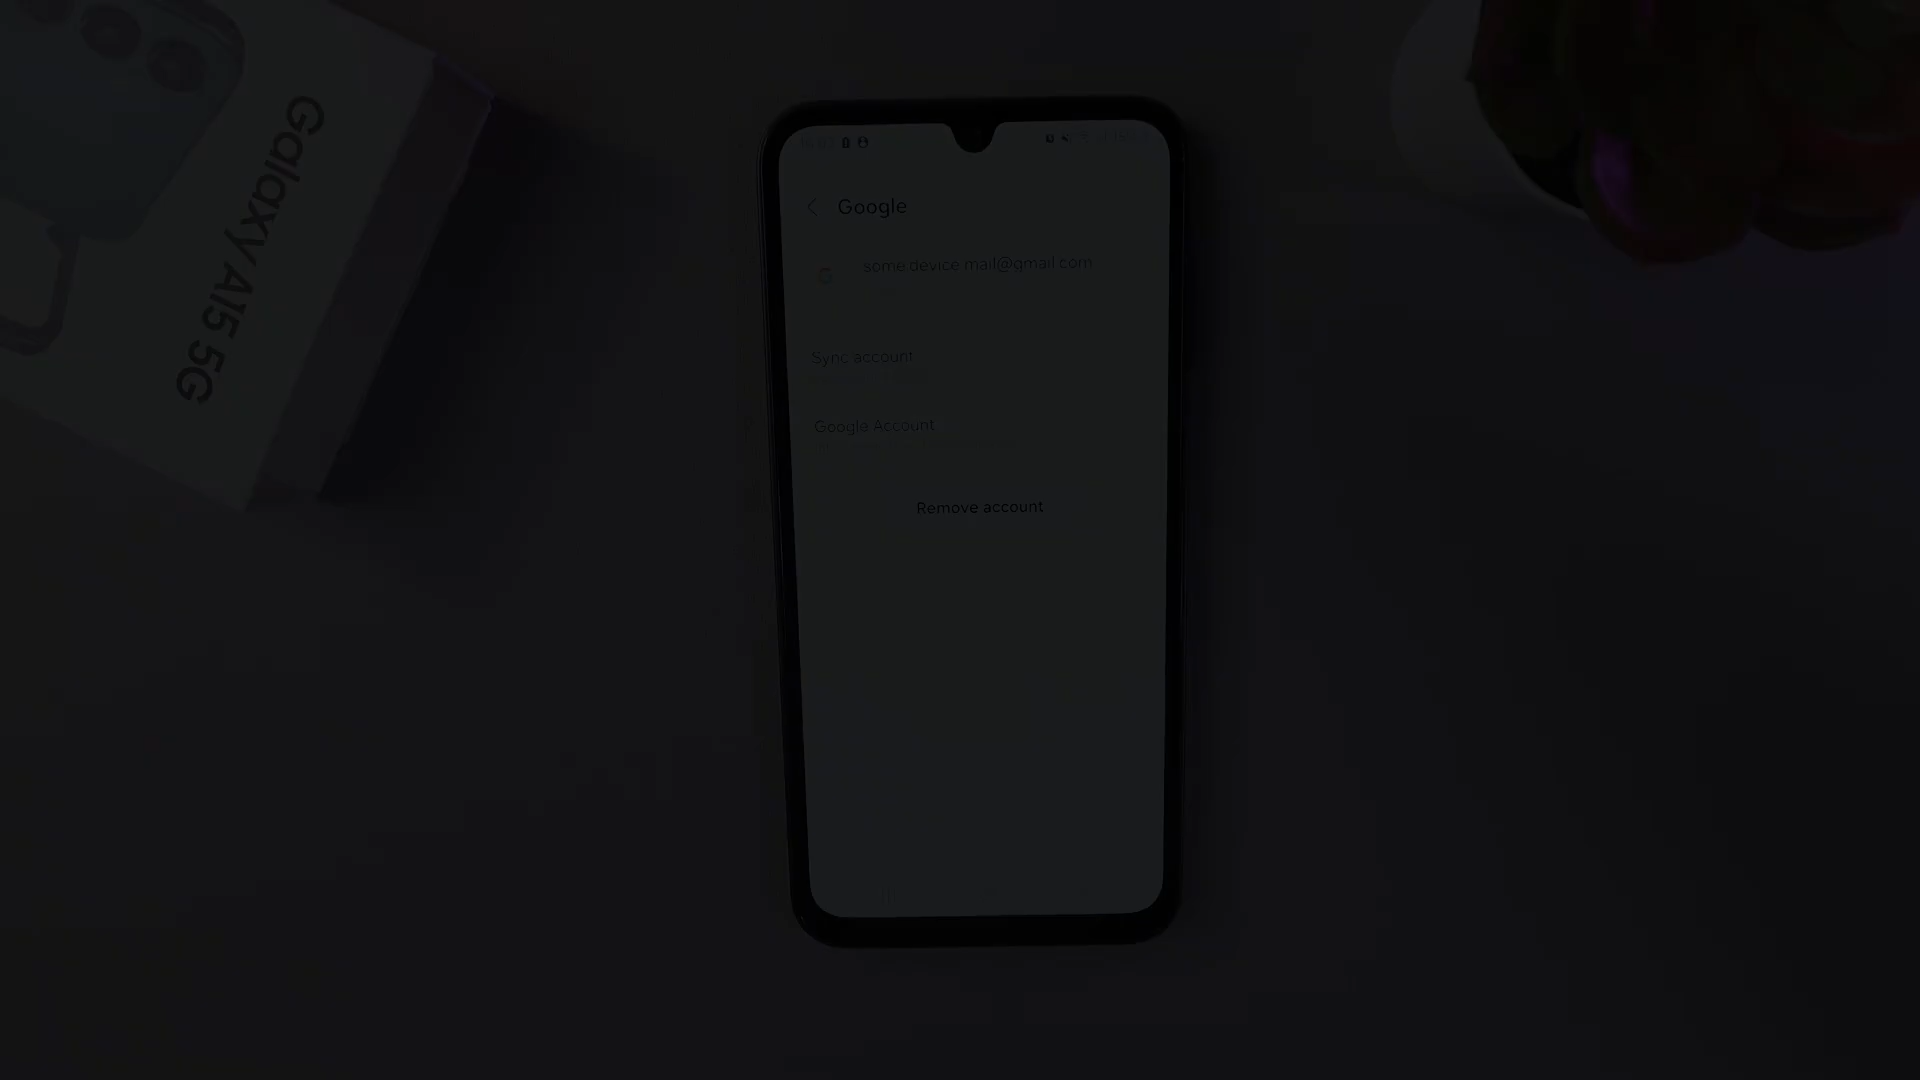 Galaxy A15 5G
Google
some.device.mail@gmail.com
Sync account
Google Account
Remove account